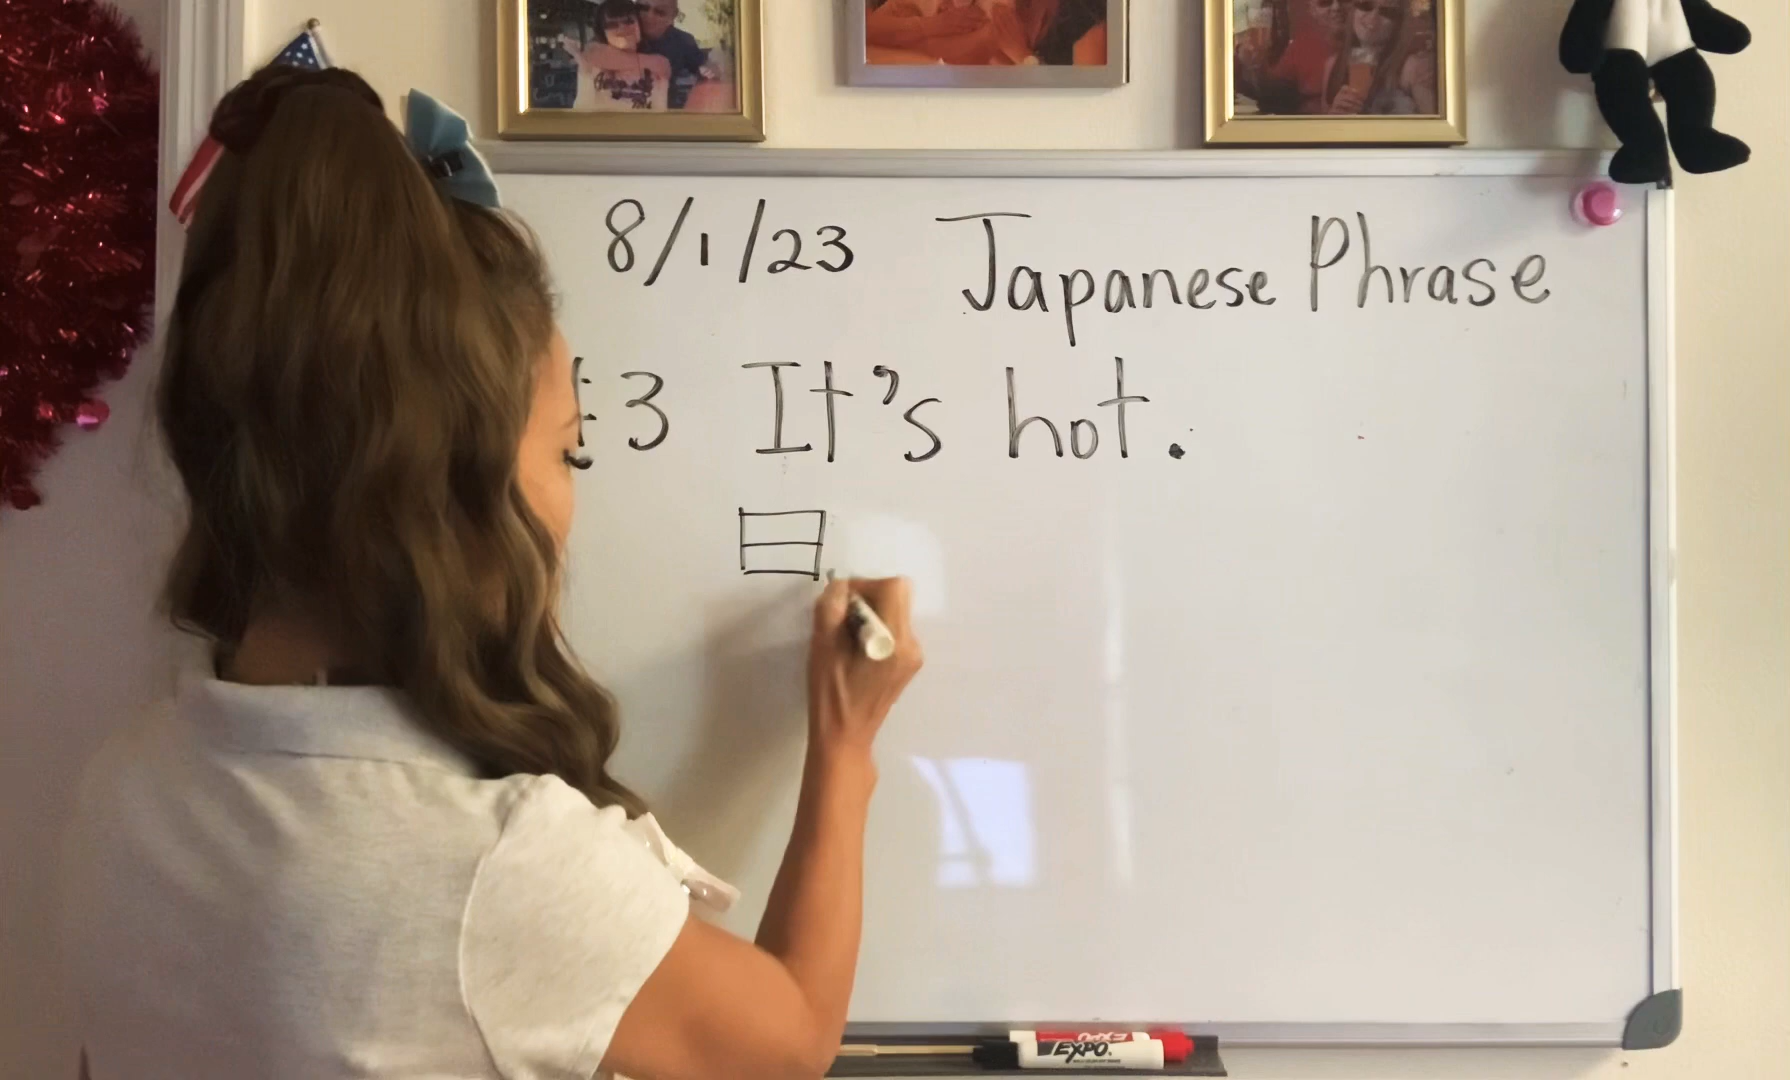 8/1/23 Japanese Phrase
#3 It's hot.
日
EXPO